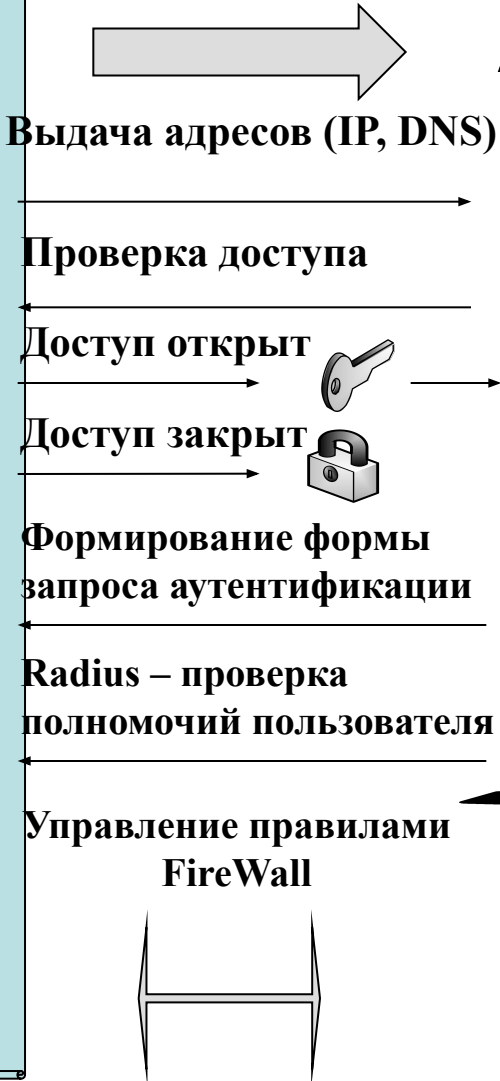 Выдача адресов (IP, DNS)
Проверка доступа
Доступ открыт
Доступ закрыт
Формирование формы
запроса аутентификации
Radius – проверка
полномочий пользователя
Управление правилами
FireWall